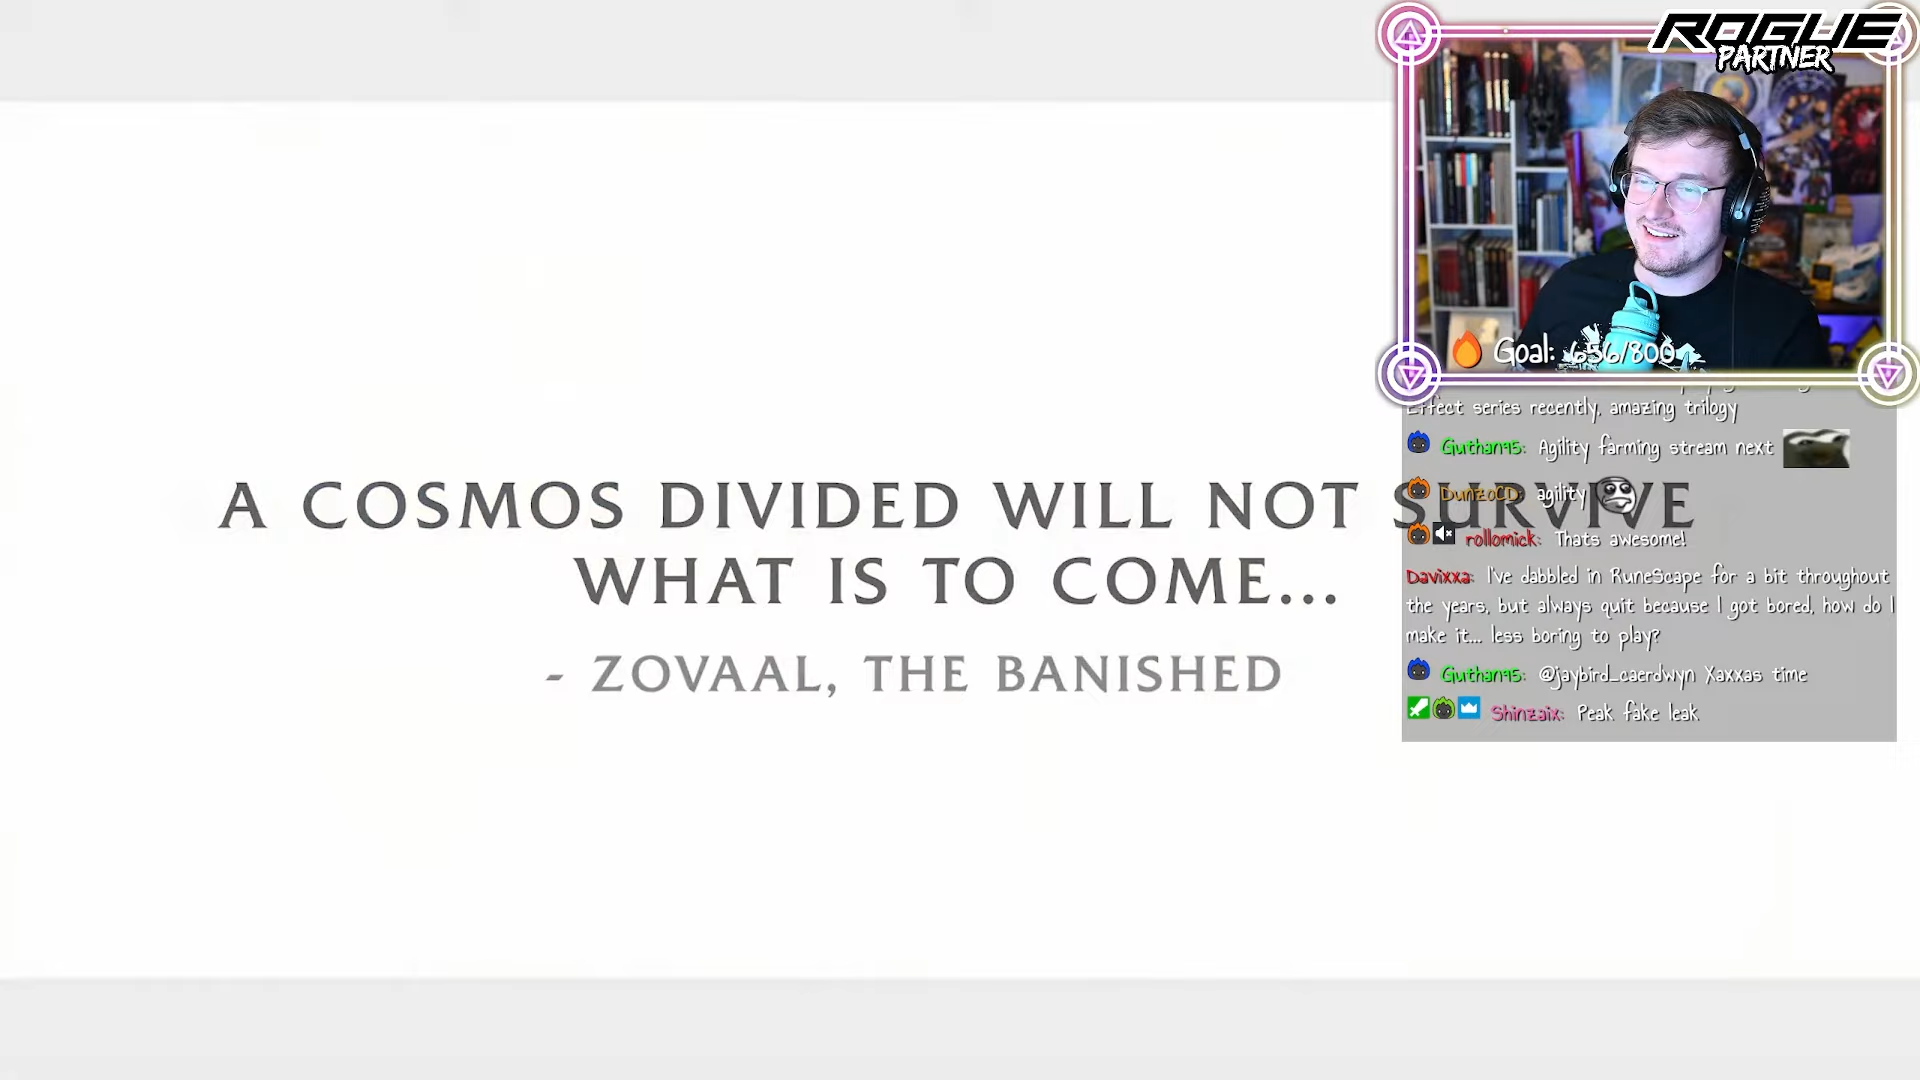 ROGUE
PARTNER
Goal: 656/800
Effect series recently, amazing trilogy
Guthan95: Agility farming stream next
DunzoCD: agility
rollomick: Thats awesome!
Davixxa: I've dabbled in RuneScape for a bit throughout
the years, but always quit because I got bored, how do I
make it... less boring to play?
Guthan95: @jaybird_caerdwyn Xaxxas time
Shinzaix: Peak fake leak
A COSMOS DIVIDED WILL NOT SURVIVE
WHAT IS TO COME...
- ZOVAAL, THE BANISHED